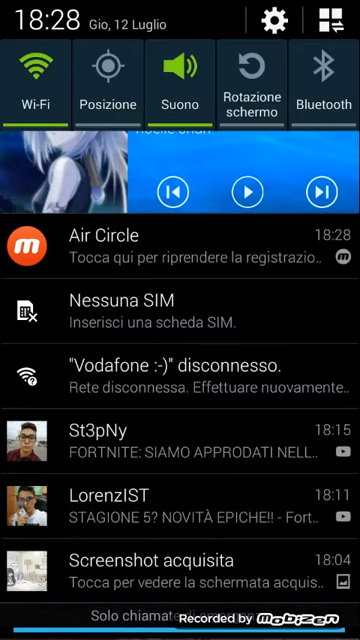 18:28 Gio, 12 Luglio
Wi-Fi
Posizione
Suono
Rotazione
schermo
Bluetooth
Air Circle 18:28
Tocca qui per riprendere la registrazio..
Nessuna SIM
Inserisci una scheda SIM.
"Vodafone :-)" disconnesso.
Rete disconnessa. Effettuare nuovamente..
St3pNy 18:15
FORTNITE: SIAMO APPRODATI NELL..
LorenzIST 18:11
STAGIONE 5? NOVITÀ EPICHE!! - Fort..
Screenshot acquisita 18:04
Tocca per vedere la schermata acquis..
Solo chiamate di
Recorded by MOBIZEN